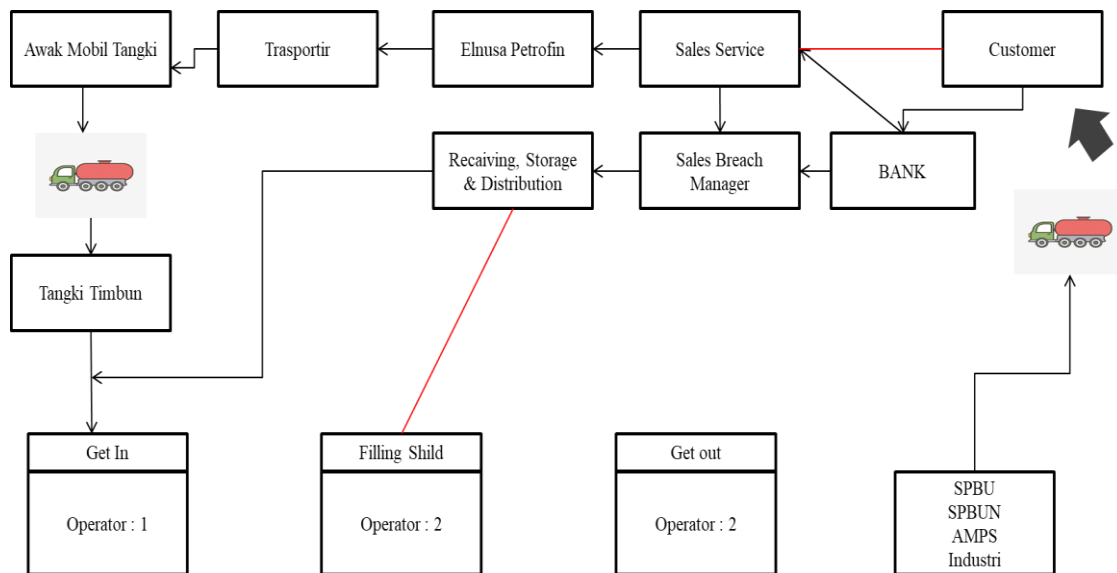 Awak Mobil Tangki
Trasportir
Elnusa Petrofin
Sales Service
Customer
Recaiving, Storage
& Distribution
Sales Breach
Manager
BANK
Tangki Timbun
Get In
Operator : 1
Filling Shild
Operator : 2
Get out
Operator : 2
SPBU
SPBUN
AMPS
Industri